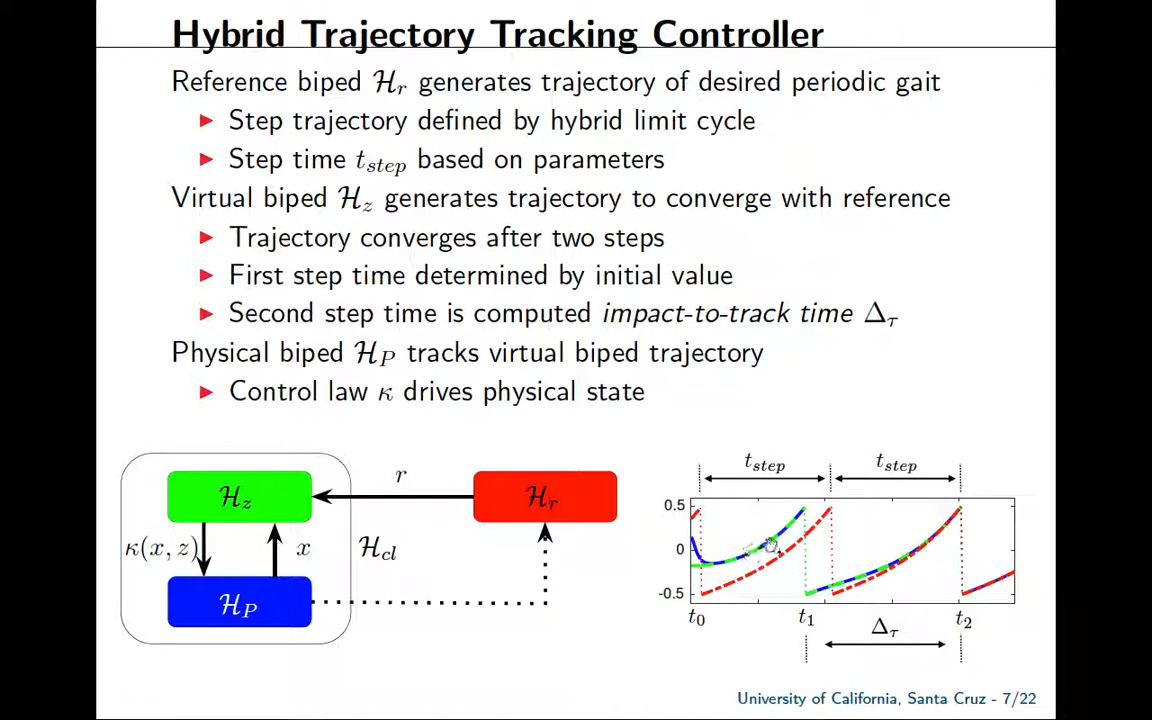 Hybrid Trajectory Tracking Controller
Reference biped ℋᵣ generates trajectory of desired periodic gait
▶ Step trajectory defined by hybrid limit cycle
▶ Step time t_step based on parameters
Virtual biped ℋ_z generates trajectory to converge with reference
▶ Trajectory converges after two steps
▶ First step time determined by initial value
▶ Second step time is computed impact-to-track time Δ_τ
Physical biped ℋ_P tracks virtual biped trajectory
▶ Control law κ drives physical state
ℋ_z
r
ℋ_r
κ(x, z)
x
ℋ_cl
ℋ_P
t_step
t_step
0.5
0
-0.5
t_0
t_1
t_2
Δ_τ
University of California, Santa Cruz - 7/22